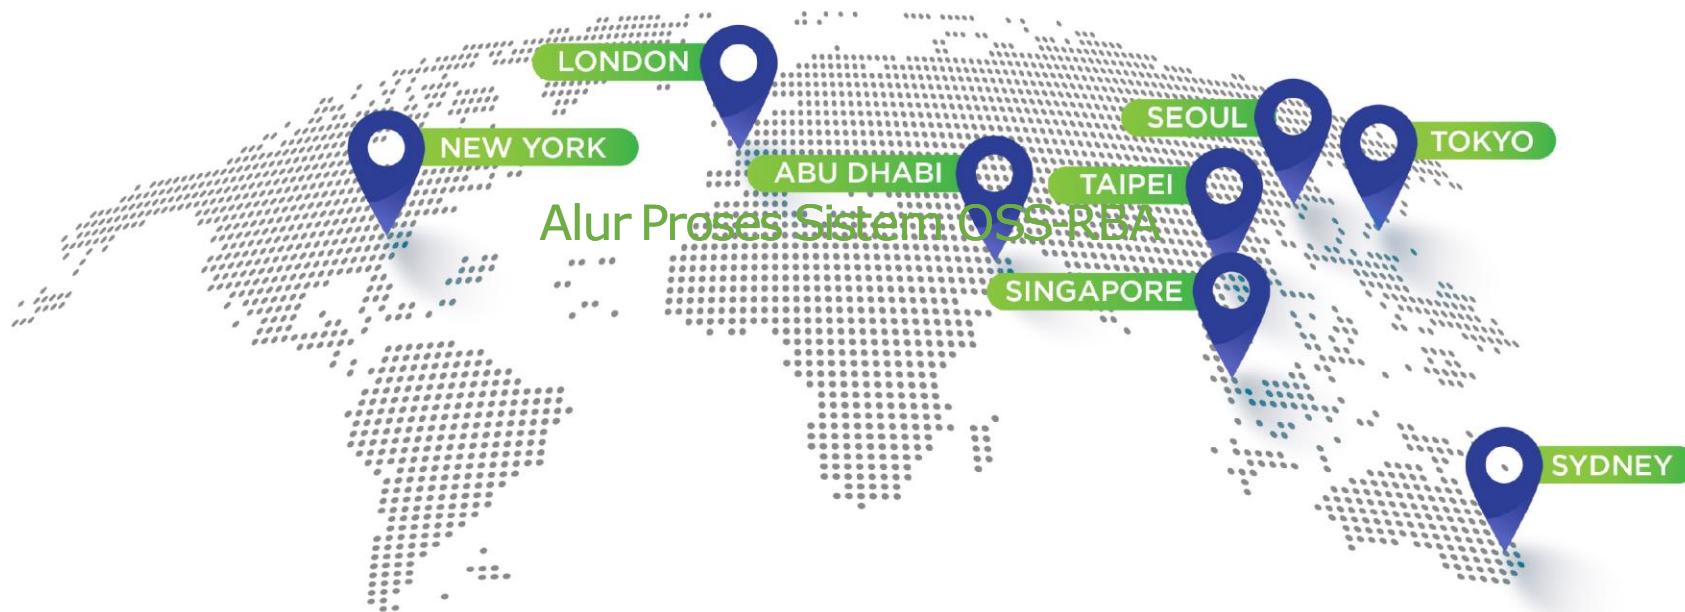 LONDON
SEOUL
TOKYO
NEW YORK
ABU DHABI
TAIPEI
Alur Proses Sistem OSS-RBA
SINGAPORE
SYDNEY